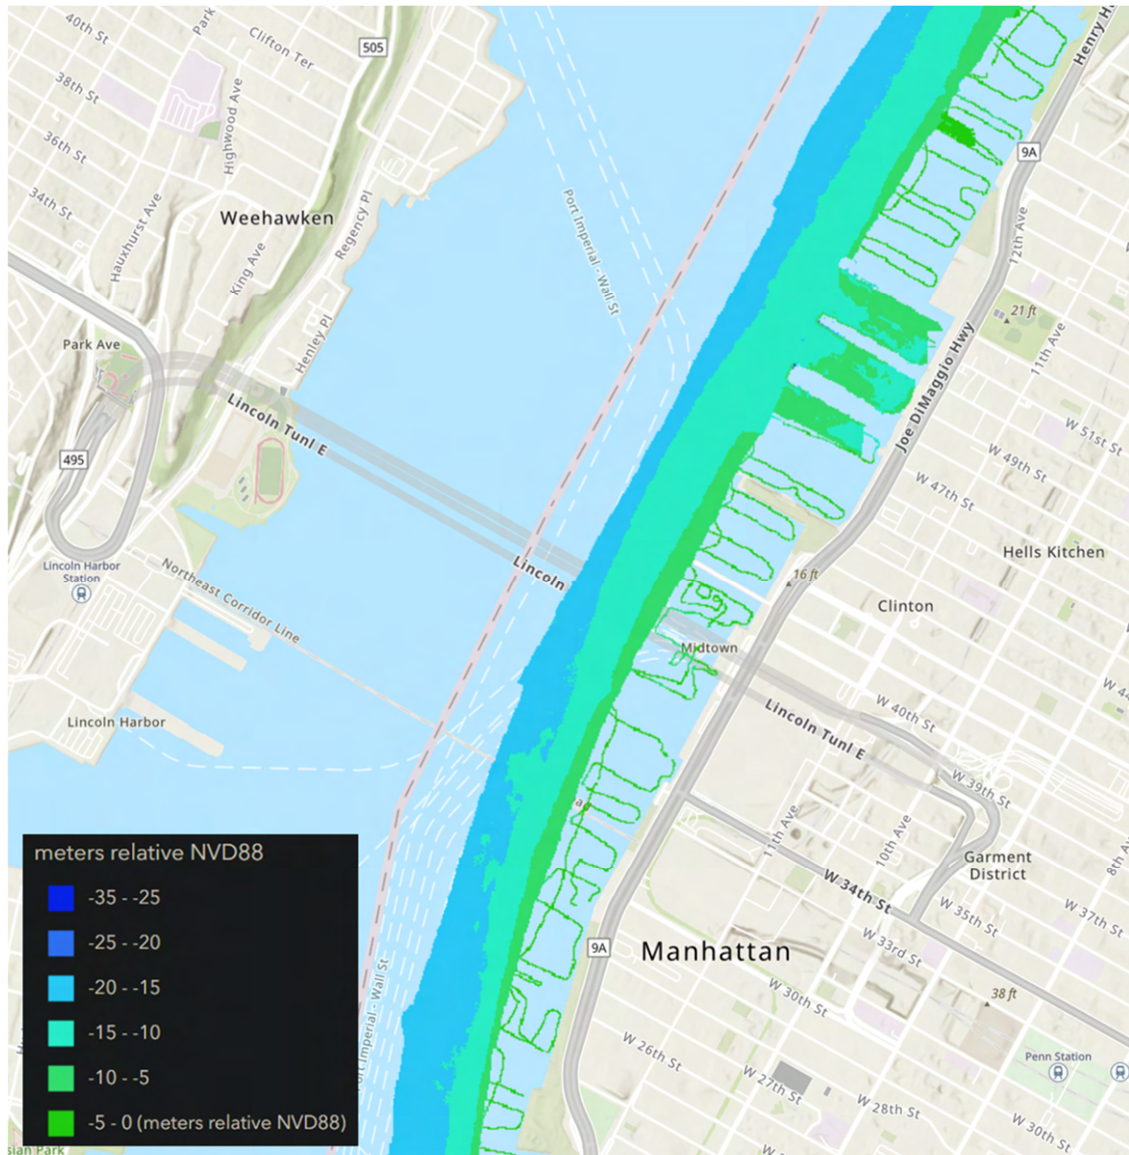 40th St
Park
Clifton Ter
505
Henry H
38th St
Highwood Ave
36th St
9A
34th St
Hauxhurst Ave
Weehawken
King Ave
Regency Pl
Port Imperial - Wall St
12th Ave
21 ft
Park Ave
Henley Pl
11th Ave
Joe DiMaggio Hwy
Lincoln Tunl E
W 51st St
495
W 49th St
W 47th St
Lincoln Harbor
Station
Northeast Corridor Line
Lincoln
Hells Kitchen
16 ft
Clinton
Midtown
W 44
Lincoln Harbor
W 40th St
Lincoln Tunl E
W 39th St
11th Ave
10th Ave
Garment
District
8th Av
meters relative NVD88
-35 - -25
-25 - -20
-20 - -15
-15 - -10
-10 - -5
-5 - 0 (meters relative NVD88)
W 34th St
W 35th St
W 37th St
W 33rd St
9A
Manhattan
W 30th St
38 ft
Port Imperial - Wall St
W 26th St
Penn Station
W 27th St
W 28th St
W 30th St
sian Park